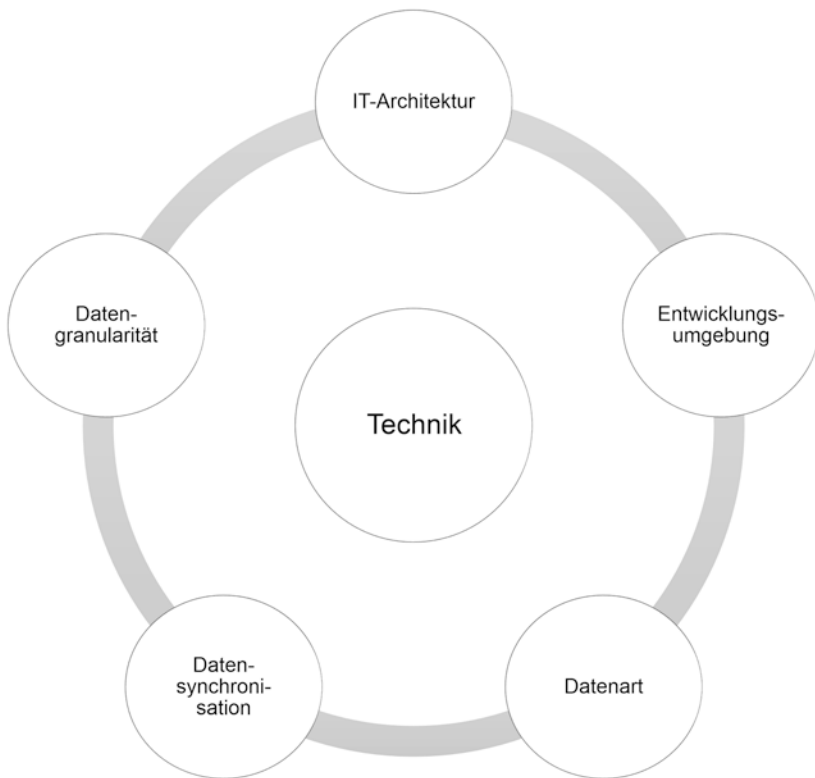 IT-Architektur
Entwicklungs-
umgebung
Datenart
Daten-
synchroni-
sation
Daten-
granularität
Technik